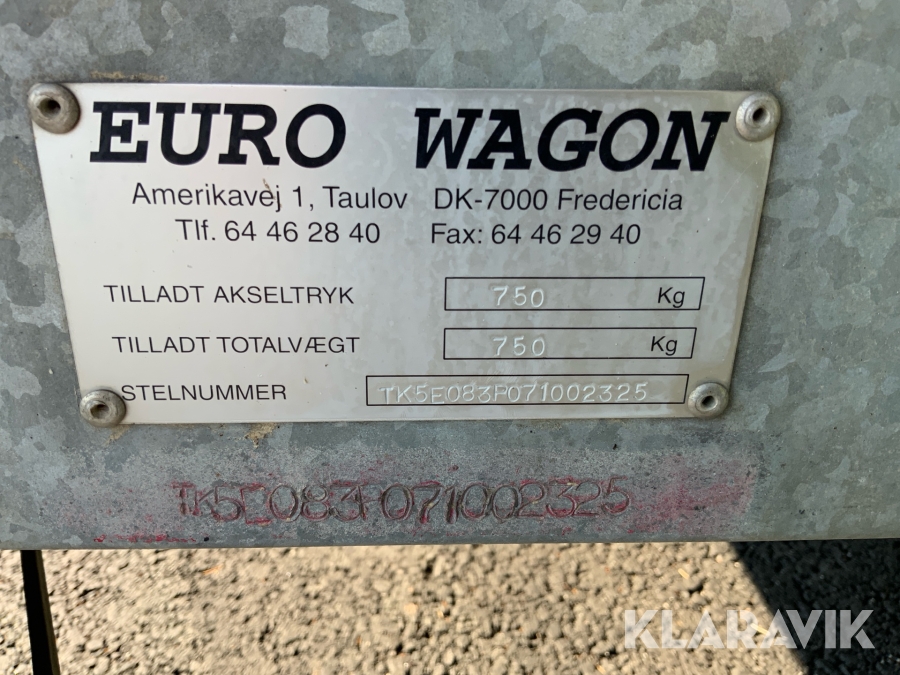 EURO WAGON
Amerikavej 1, Taulov DK-7000 Fredericia
Tlf. 64 46 28 40 Fax: 64 46 29 40
TILLADT AKSELTRYK 750 Kg
TILLADT TOTALVÆGT 750 Kg
STELNUMMER TK5E083P071002325
TK5E083P071002325
KLARAVIK